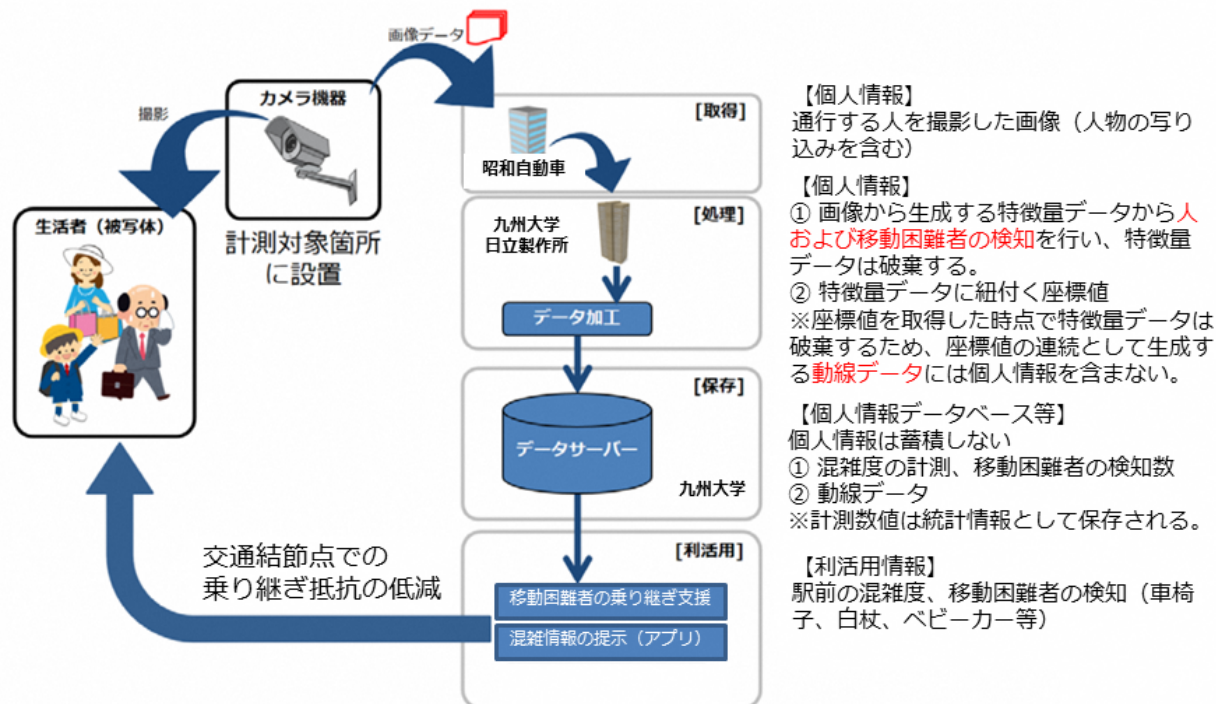 画像データ
撮影
カメラ機器
計測対象箇所
に設置
生活者（被写体）
[取得]
昭和自動車
[処理]
九州大学
日立製作所
データ加工
[保存]
データサーバー
九州大学
[利活用]
移動困難者の乗り継ぎ支援
混雑情報の提示（アプリ）
交通結節点での
乗り継ぎ抵抗の低減
【個人情報】
通行する人を撮影した画像（人物の写り
込みを含む）
【個人情報】
① 画像から生成する特徴量データから人
および移動困難者の検知を行い、特徴量
データは破棄する。
② 特徴量データに紐付く座標値
※座標値を取得した時点で特徴量データは
破棄するため、座標値の連続として生成す
る動線データには個人情報を含まない。
【個人情報データベース等】
個人情報は蓄積しない
① 混雑度の計測、移動困難者の検知数
② 動線データ
※計測数値は統計情報として保存される。
【利活用情報】
駅前の混雑度、移動困難者の検知（車椅
子、白杖、ベビーカー等）